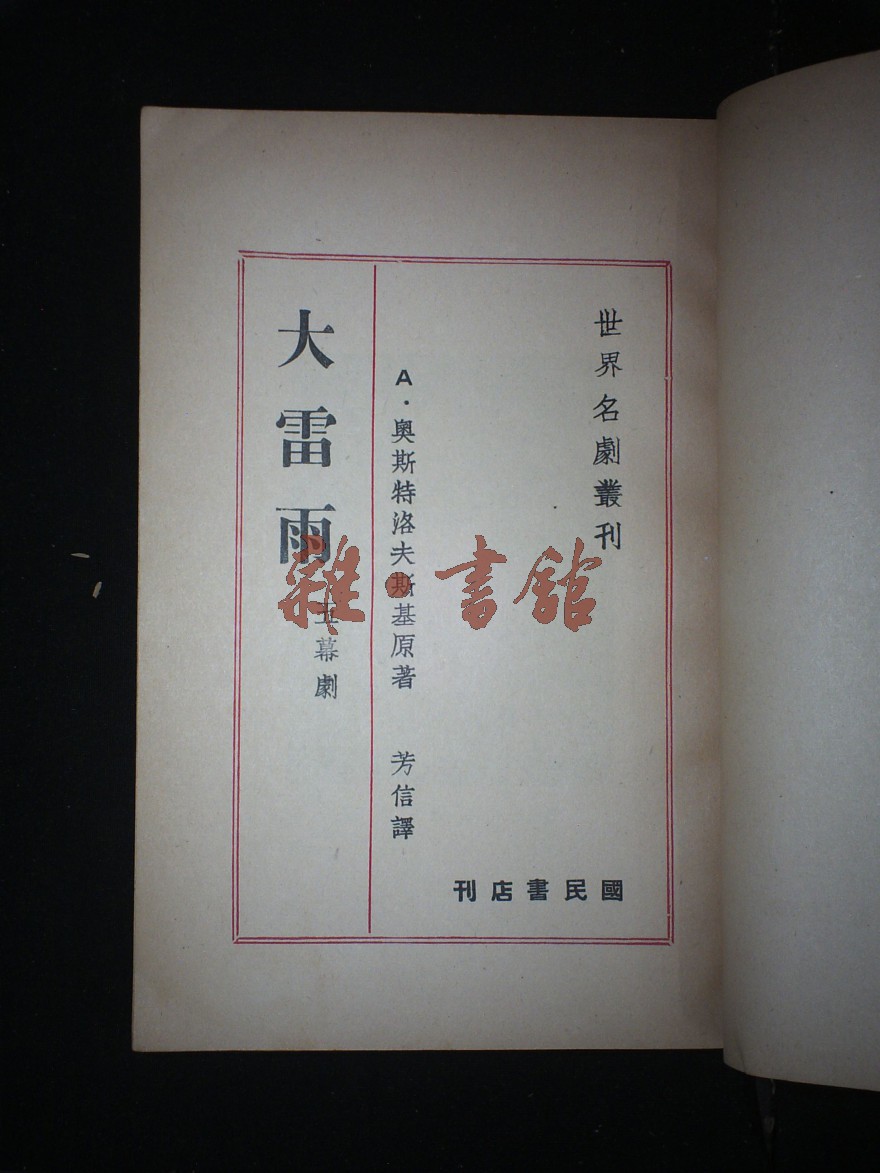 世界名劇叢刊
A·奧斯特洛夫斯基原著 芳信譯
大雷雨
五幕劇
國民書店刊
雜·書館